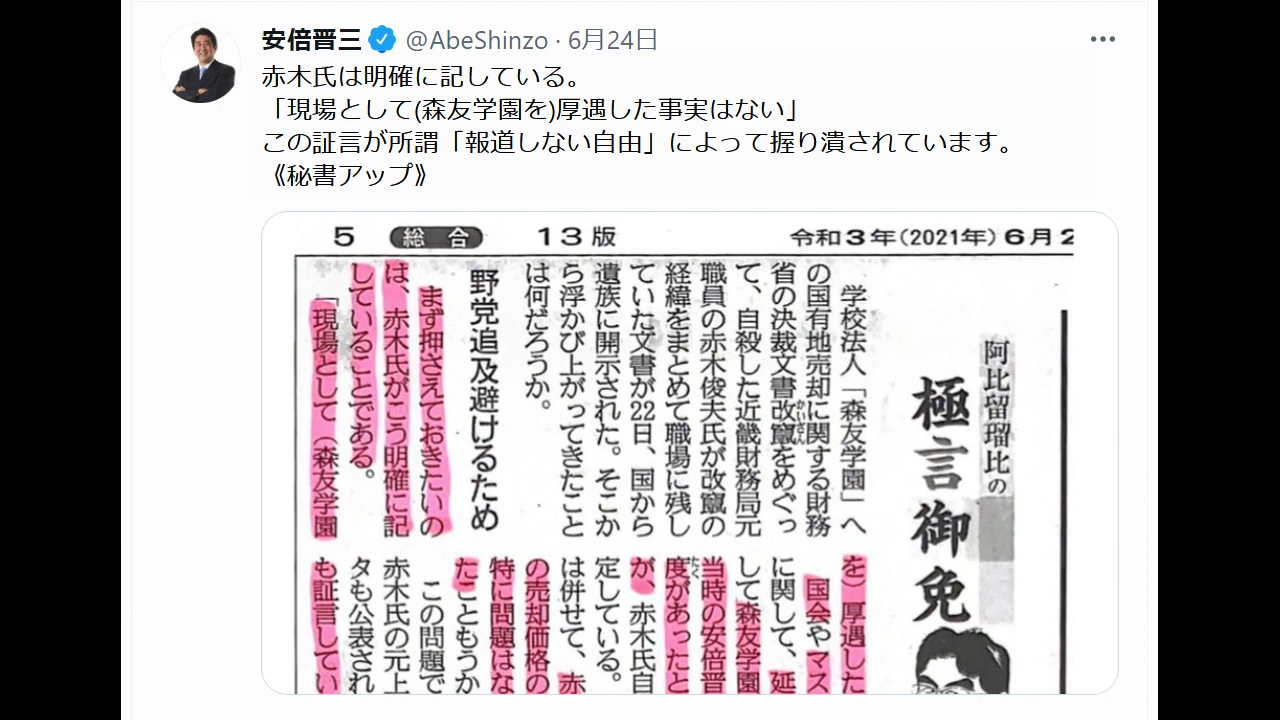 安倍晋三 @AbeShinzo · 6月24日
赤木氏は明確に記している。
「現場として(森友学園を)厚遇した事実はない」
この証言が所謂「報道しない自由」によって握り潰されています。
《秘書アップ》
5 総合 13版 令和3年(2021年)6月2
阿比留瑠比の
極言御免
学校法人「森友学園」へ
の国有地売却に関する財務
省の決裁文書改竄をめぐっ
かいざん
て、自殺した近畿財務局元
職員の赤木俊夫氏が改竄の
経緯をまとめて職場に残し
ていた文書が22日、国から
遺族に開示された。そこか
ら浮かび上がってきたこと
は何だろうか。
野党追及避けるため
まず押さえておきたいの
は、赤木氏がこう明確に記
していることである。
「現場として(森友学園
を)厚遇した
国会やマス
に関して、延
して森友学園
当時の安倍晋
度があったと
たく
が、赤木氏自
定している。
は併せて、赤
の売却価格の
特に問題はな
たこともうか
この問題で
赤木氏の元上
タも公表され
も証言してい